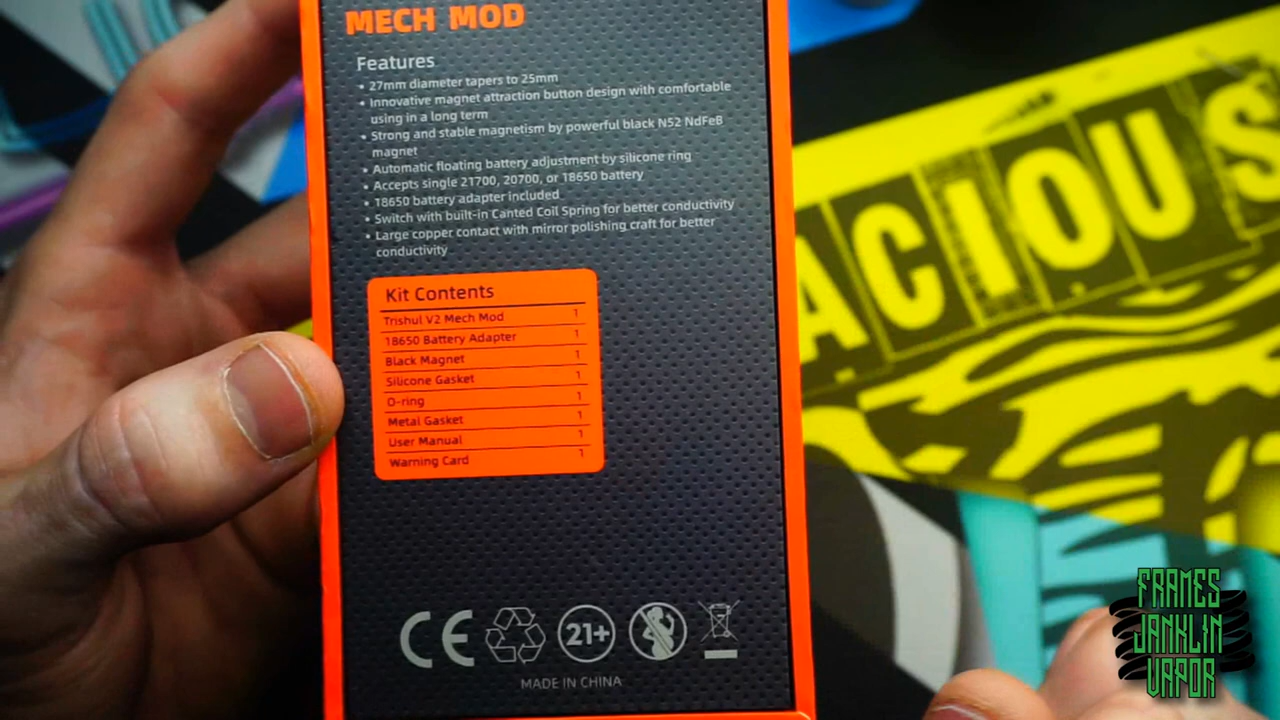 MECH MOD
Features
• 27mm diameter tapers to 25mm
• Innovative magnet attraction button design with comfortable
using in a long term
• Strong and stable magnetism by powerful black N52 NdFeB
magnet
• Automatic floating battery adjustment by silicone ring
• Accepts single 21700, 20700, or 18650 battery
• 18650 battery adapter included
• Switch with built-in Canted Coil Spring for better conductivity
• Large copper contact with mirror polishing craft for better
conductivity
Kit Contents
Trishul V2 Mech Mod 1
18650 Battery Adapter 1
Black Magnet 1
Silicone Gasket 1
O-ring 1
Metal Gasket 1
User Manual 1
Warning Card 1
CE 21+
MADE IN CHINA
ACIOUS
FRAMES
JANKLIN
VAPOR